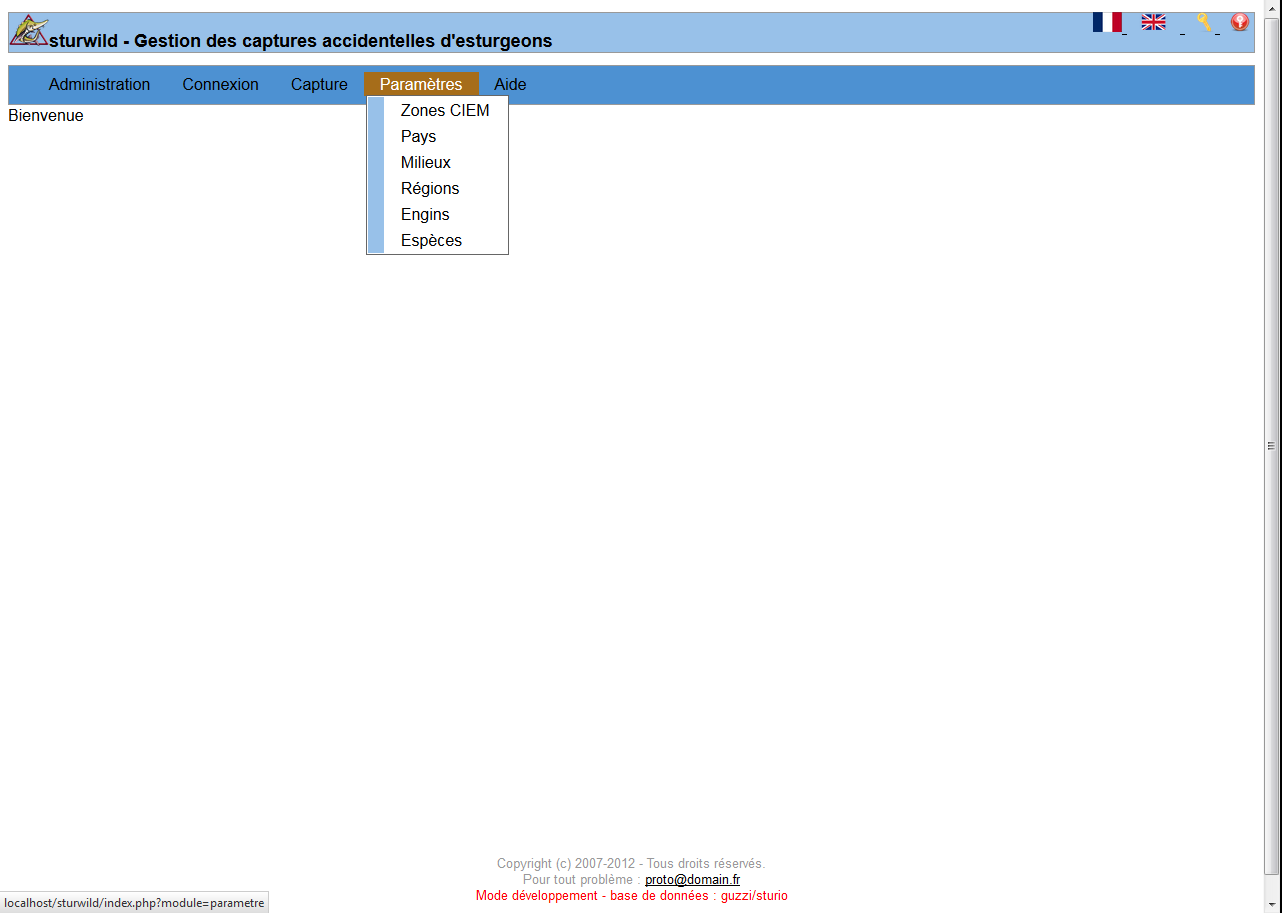 sturwild - Gestion des captures accidentelles d'esturgeons
Administration Connexion Capture Paramètres Aide
Bienvenue
Zones CIEM
Pays
Milieux
Régions
Engins
Espèces
Copyright (c) 2007-2012 - Tous droits réservés.
Pour tout problème : proto@domain.fr
Mode développement - base de données : guzzi/sturio
localhost/sturwild/index.php?module=parametre